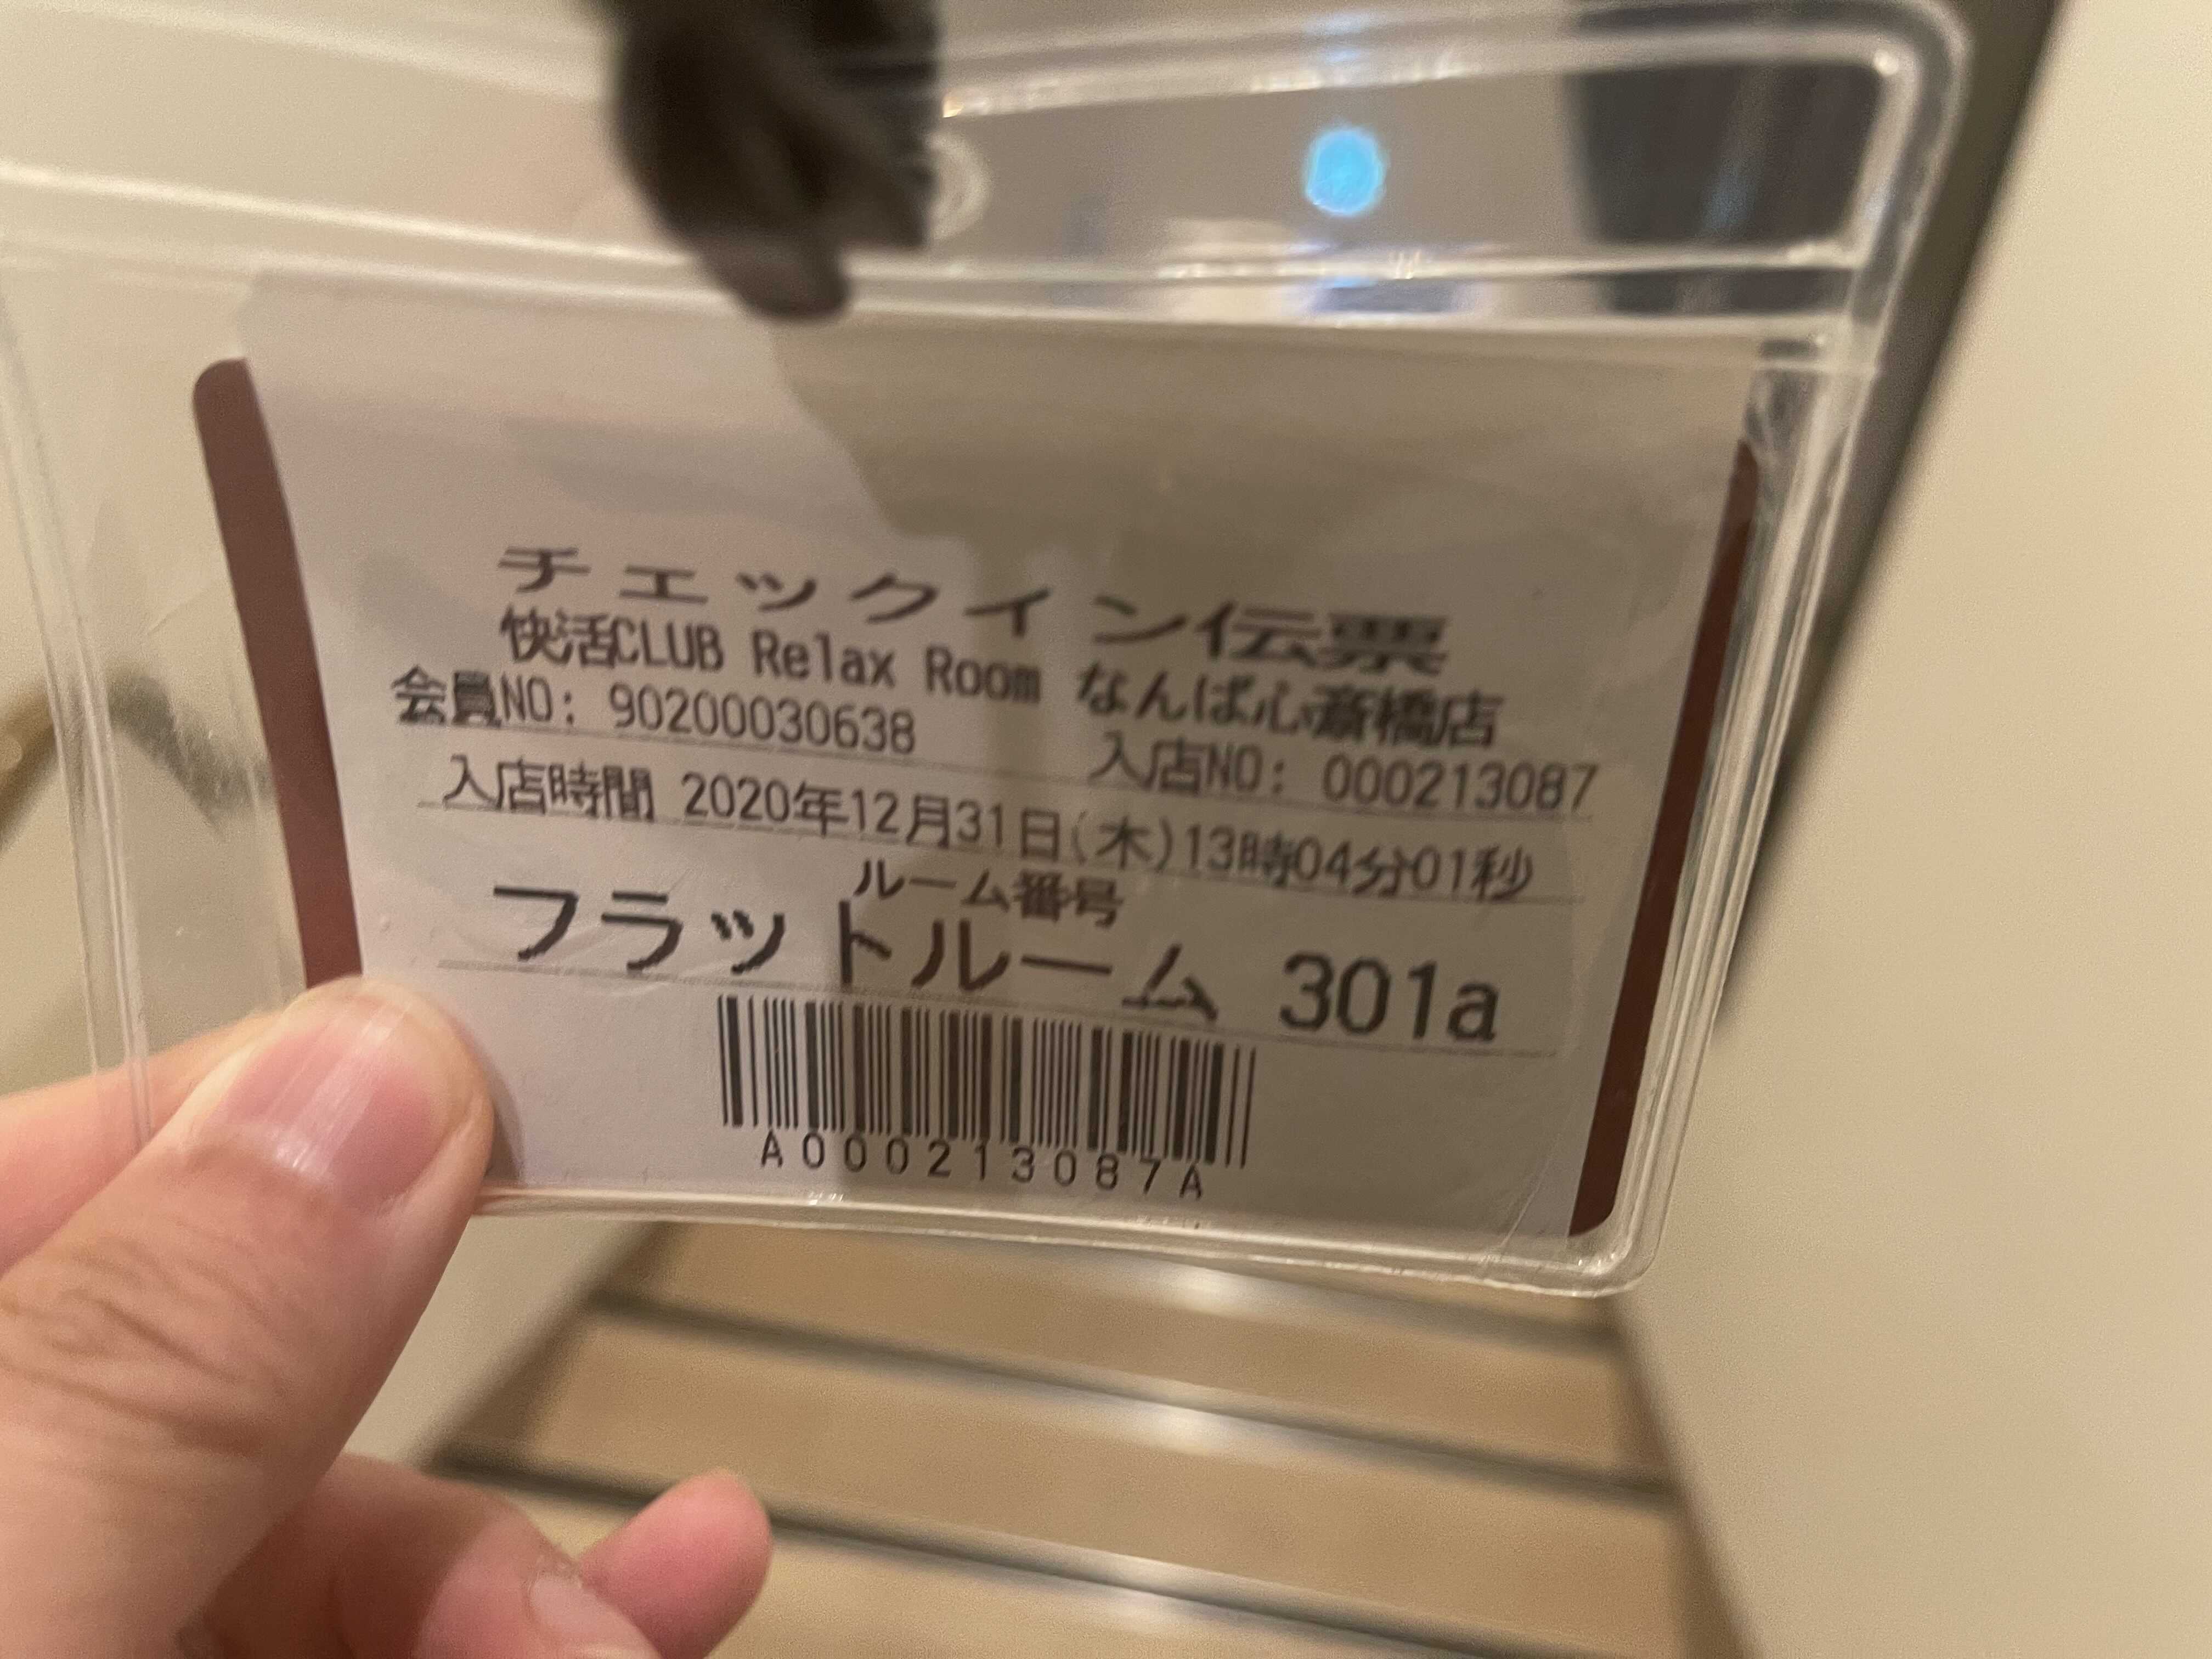 チェックイン伝票
快活CLUB Relax Room なんば心斎橋店
会員NO: 90200030638 入店NO: 000213087
入店時間 2020年12月31日(木)13時04分01秒
ルーム番号
フラットルーム 301a
A000213087A